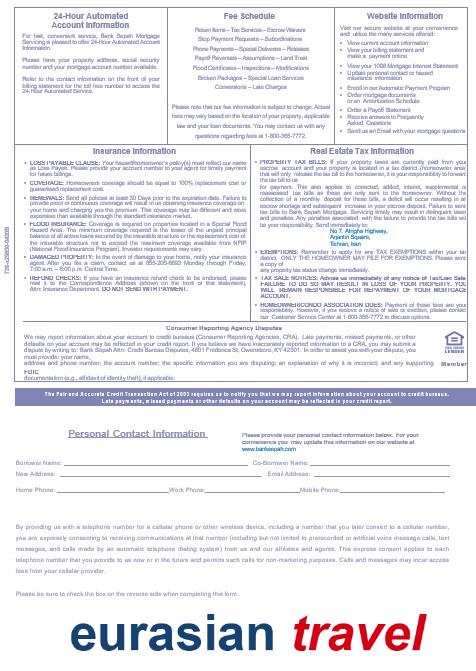 24-Hour Automated
Account Information
For fast, convenient service, Bank Sepah Mortgage
Servicing is pleased to offer 24-Hour Automated Account
Information.
Please have your property address, social security
number and your mortgage account number available.
Refer to the contact information on the front of your
billing statement for the toll free number to access the
24-Hour Automated Service.
Fee Schedule
Return Items – Tax Services – Escrow Waivers
Stop Payment Requests – Subordinations
Phone Payments – Special Deliveries – Releases
Payoff Reversals – Assumptions – Land Trust
Flood Certificates – Inspections – Modifications
Broken Packages – Special Loan Services
Conversions – Late Charges
Please note that our fee information is subject to change. Actual
fees may vary based on the location of your property, applicable
law and your loan documents. You may contact us with any
questions regarding fees at 1-800-365-7772.
Website Information
Visit our secure website at your convenience
and utilize the many services offered:
• View current account information
• View your billing statement and
make a payment online
• View your 1098 Mortgage Interest Statement
• Update personal contact or hazard
insurance information
• Enroll in our Automatic Payment Program
• Order mortgage documents
or an Amortization Schedule
• Order a Payoff Statement
• Receive answers to Frequently
Asked Questions
• Send us an Email with your mortgage questions
Insurance Information
• LOSS PAYABLE CLAUSE: Your hazard/homeowner's policy(s) must reflect our name
as Loss Payee. Please provide your account number to your agent for timely payment
for future billings.
• COVERAGE: Homeowners coverage should be equal to 100% replacement cost or
guaranteed replacement cost.
• RENEWALS: Send all policies at least 30 Days prior to the expiration date. Failure to
provide proof or continuous coverage will result in us obtaining insurance coverage on
your home and charging you the premium. This coverage may be different and more
expensive than available through the standard insurance market.
• FLOOD INSURANCE: Coverage is required on properties located in a Special Flood
Hazard Area. The minimum coverage required is the lesser of the unpaid principal
balance of all active loans secured by the insurable structure or the replacement cost of
the insurable structure not to exceed the maximum coverage available from NFIP
(National Flood Insurance Program). Investor requirements may vary.
• DAMAGED PROPERTY: In the event of damage to your home, notify your insurance
agent. After you file a claim, contact us at 855-205-6660 Monday through Friday,
7:00 a.m. – 8:00 p.m. Central Time.
• REFUND CHECKS: If you have an insurance refund check to be endorsed, please
mail it to the Correspondence Address (shown on the front of this statement),
Attn: Insurance Department. DO NOT SEND WITH PAYMENT.
Real Estate Tax Information
• PROPERTY TAX BILLS: If your property taxes are currently paid from your
escrow account and your property is located in a tax district (homeowner area)
that will only release the tax bill to the homeowner, it is your responsibility to forward
the tax bill to our
for payment. This also applies to corrected, added, interim, supplemental or
reassessed tax bills as these are only sent to the homeowner. Without the
collection of a monthly deposit for these bills, a deficit will occur resulting in an
escrow shortage and subsequent increase in your escrow deposit. Failure to send
tax bills to Bank Sepah Mortgage Servicing timely may result in delinquent taxes
and penalties. Any penalties associated with the failure to provide the tax bills will
be your responsibility. Send immediately to:
No 7. Alnghe Highway,
Arjantin Square,
Tehran, Iran
• EXEMPTIONS: Remember to apply for any TAX EXEMPTIONS within your tax
district. ONLY THE HOMEOWNER MAY FILE FOR EXEMPTIONS. Please send
a copy of
any property tax status change immediately.
• TAX SALE NOTICES: Advise us immediately of any notice of Tax/Lien Sale.
FAILURE TO DO SO MAY RESULT IN LOSS OF YOUR PROPERTY. YOU
WILL REMAIN RESPONSIBLE FOR REPAYMENT OF YOUR MORTGAGE
ACCOUNT.
• HOMEOWNER/CONDO ASSOCIATION DUES: Payment of these fees are your
responsibility. However, if you receive a notice of sale or election, please contact
our Customer Service Center at 1-800-365-7772 to discuss options.
Consumer Reporting Agency Disputes
We may report information about your account to credit bureaus (Consumer Reporting Agencies, CRA). Late payments, missed payments, or other
defaults on your account may be reflected in your credit report. If you believe we have inaccurately reported information to a CRA, you may submit a
dispute by writing to: Bank Sepah Attn: Credit Bureau Disputes, 4801 Frederica St, Owensboro, KY 42301. In order to assist you with your dispute, you
must provide: your name,
address and phone number; the account number; the specific information you are disputing; an explanation of why it is incorrect; and any supporting
FDIC
documentation (e.g., affidavit of identity theft), if applicable.
LENDER
Member
The Fair and Accurate Credit Transaction Act of 2003 requires us to notify you that we may report information about your account to credit bureaus.
Late payments, missed payments or other defaults on your account may be reflected in your credit report.
Personal Contact Information
Please provide your personal contact information below. For your
convenience you may update this information on our website at
www.banksepah.com
Borrower Name: Co-Borrower Name:
New Address: Email Address:
Home Phone: Work Phone: Mobile Phone:
By providing us with a telephone number for a cellular phone or other wireless device, including a number that you later convert to a cellular number,
you are expressly consenting to receiving communications at that number (including but not limited to prerecorded or artificial voice message calls, text
messages, and calls made by an automatic telephone dialing system) from us and our affiliates and agents. This express consent applies to each
telephone number that you provide to us now or in the future and permits such calls for non-marketing purposes. Calls and messages may incur access
fees from your cellular provider.
Please be sure to check the box on the reverse side when completing this form.
eurasian travel